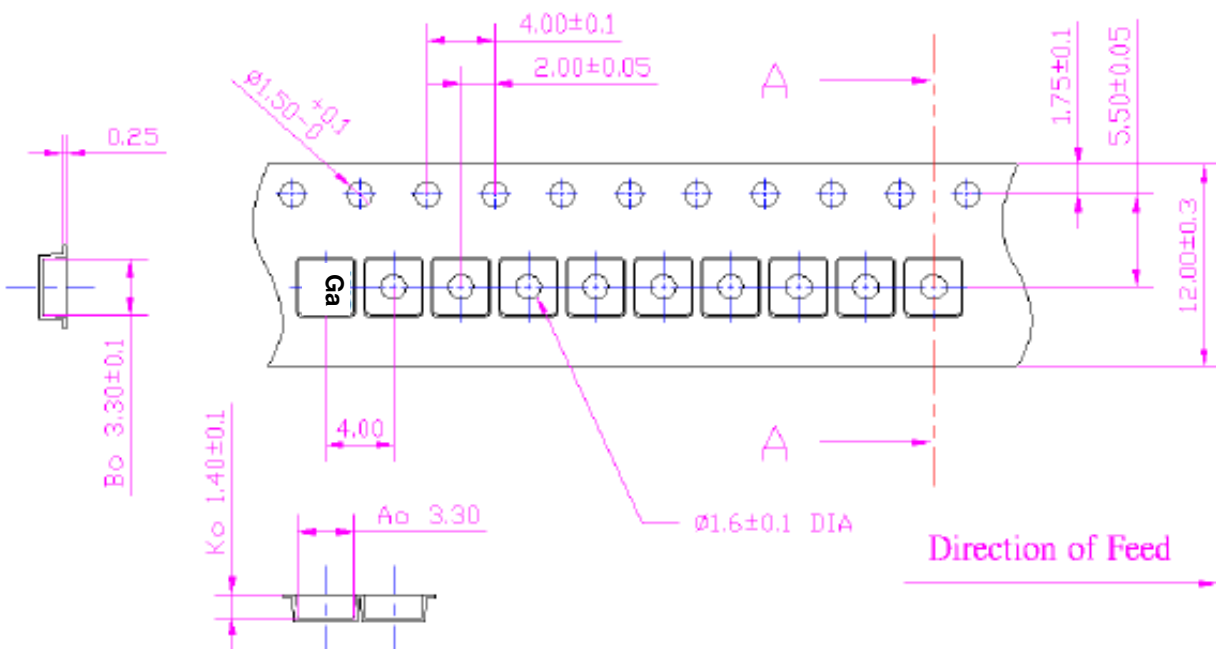 4.00±0.1
2.00±0.05
Ø1.50 +0.1 -0
0.25
A
1.75±0.1
5.50±0.05
12.00±0.3
Ga
Bo 3.30±0.1
4.00
A
Ko 1.40±0.1
Ao 3.30
Ø1.6±0.1 DIA
Direction of Feed